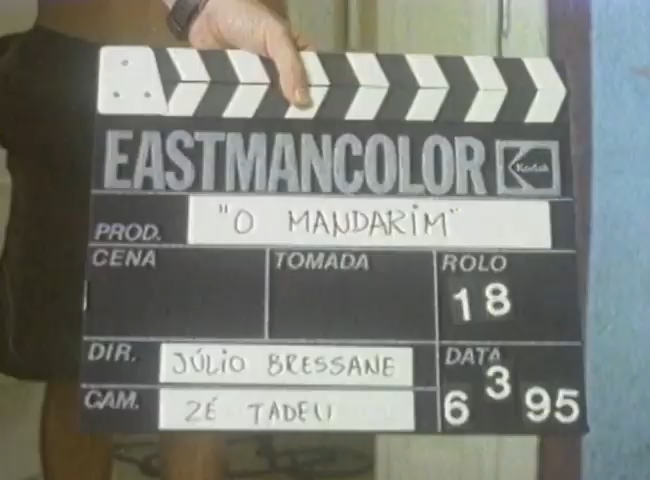 EASTMANCOLOR Kodak
PROD. "O MANDARIM"
CENA TOMADA ROLO
18
DIR. JÚLIO BRESSANE DATA
CAM. ZÉ TADEU 6 3 95